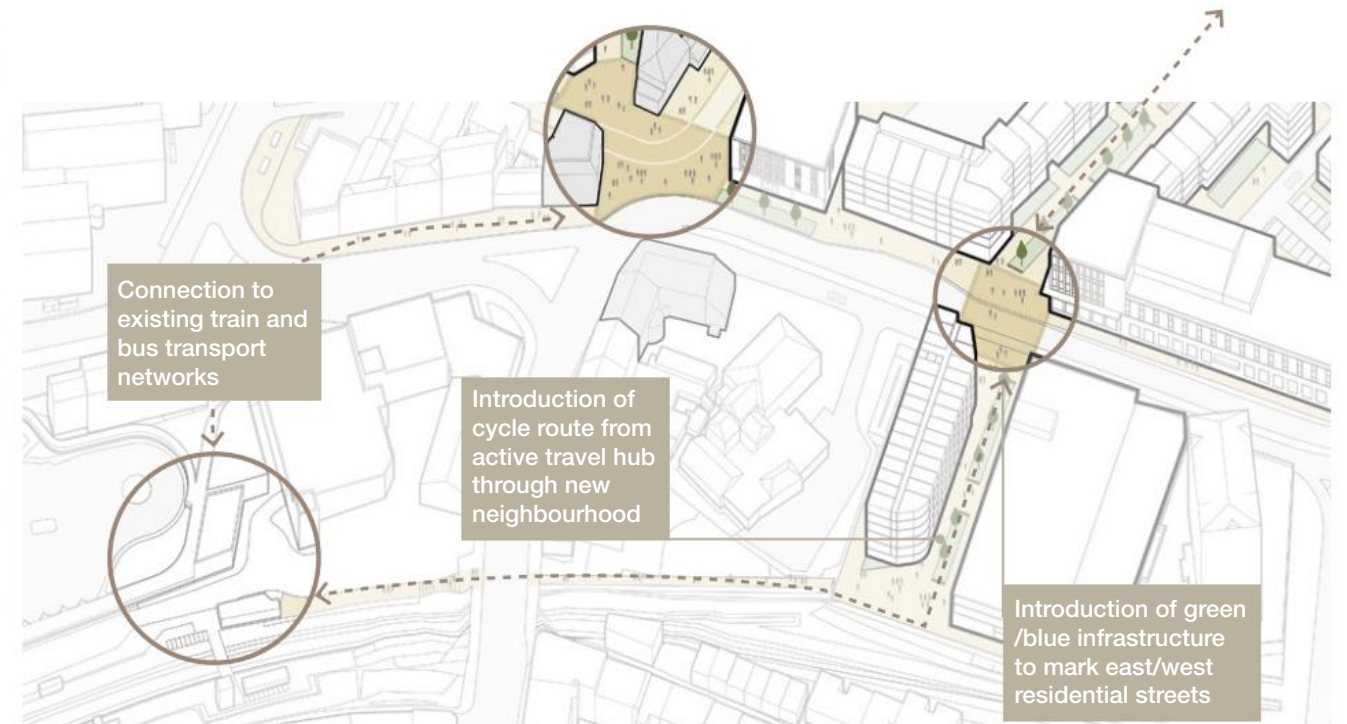 Connection to
existing train and
bus transport
networks
Introduction of
cycle route from
active travel hub
through new
neighbourhood
Introduction of green
/blue infrastructure
to mark east/west
residential streets